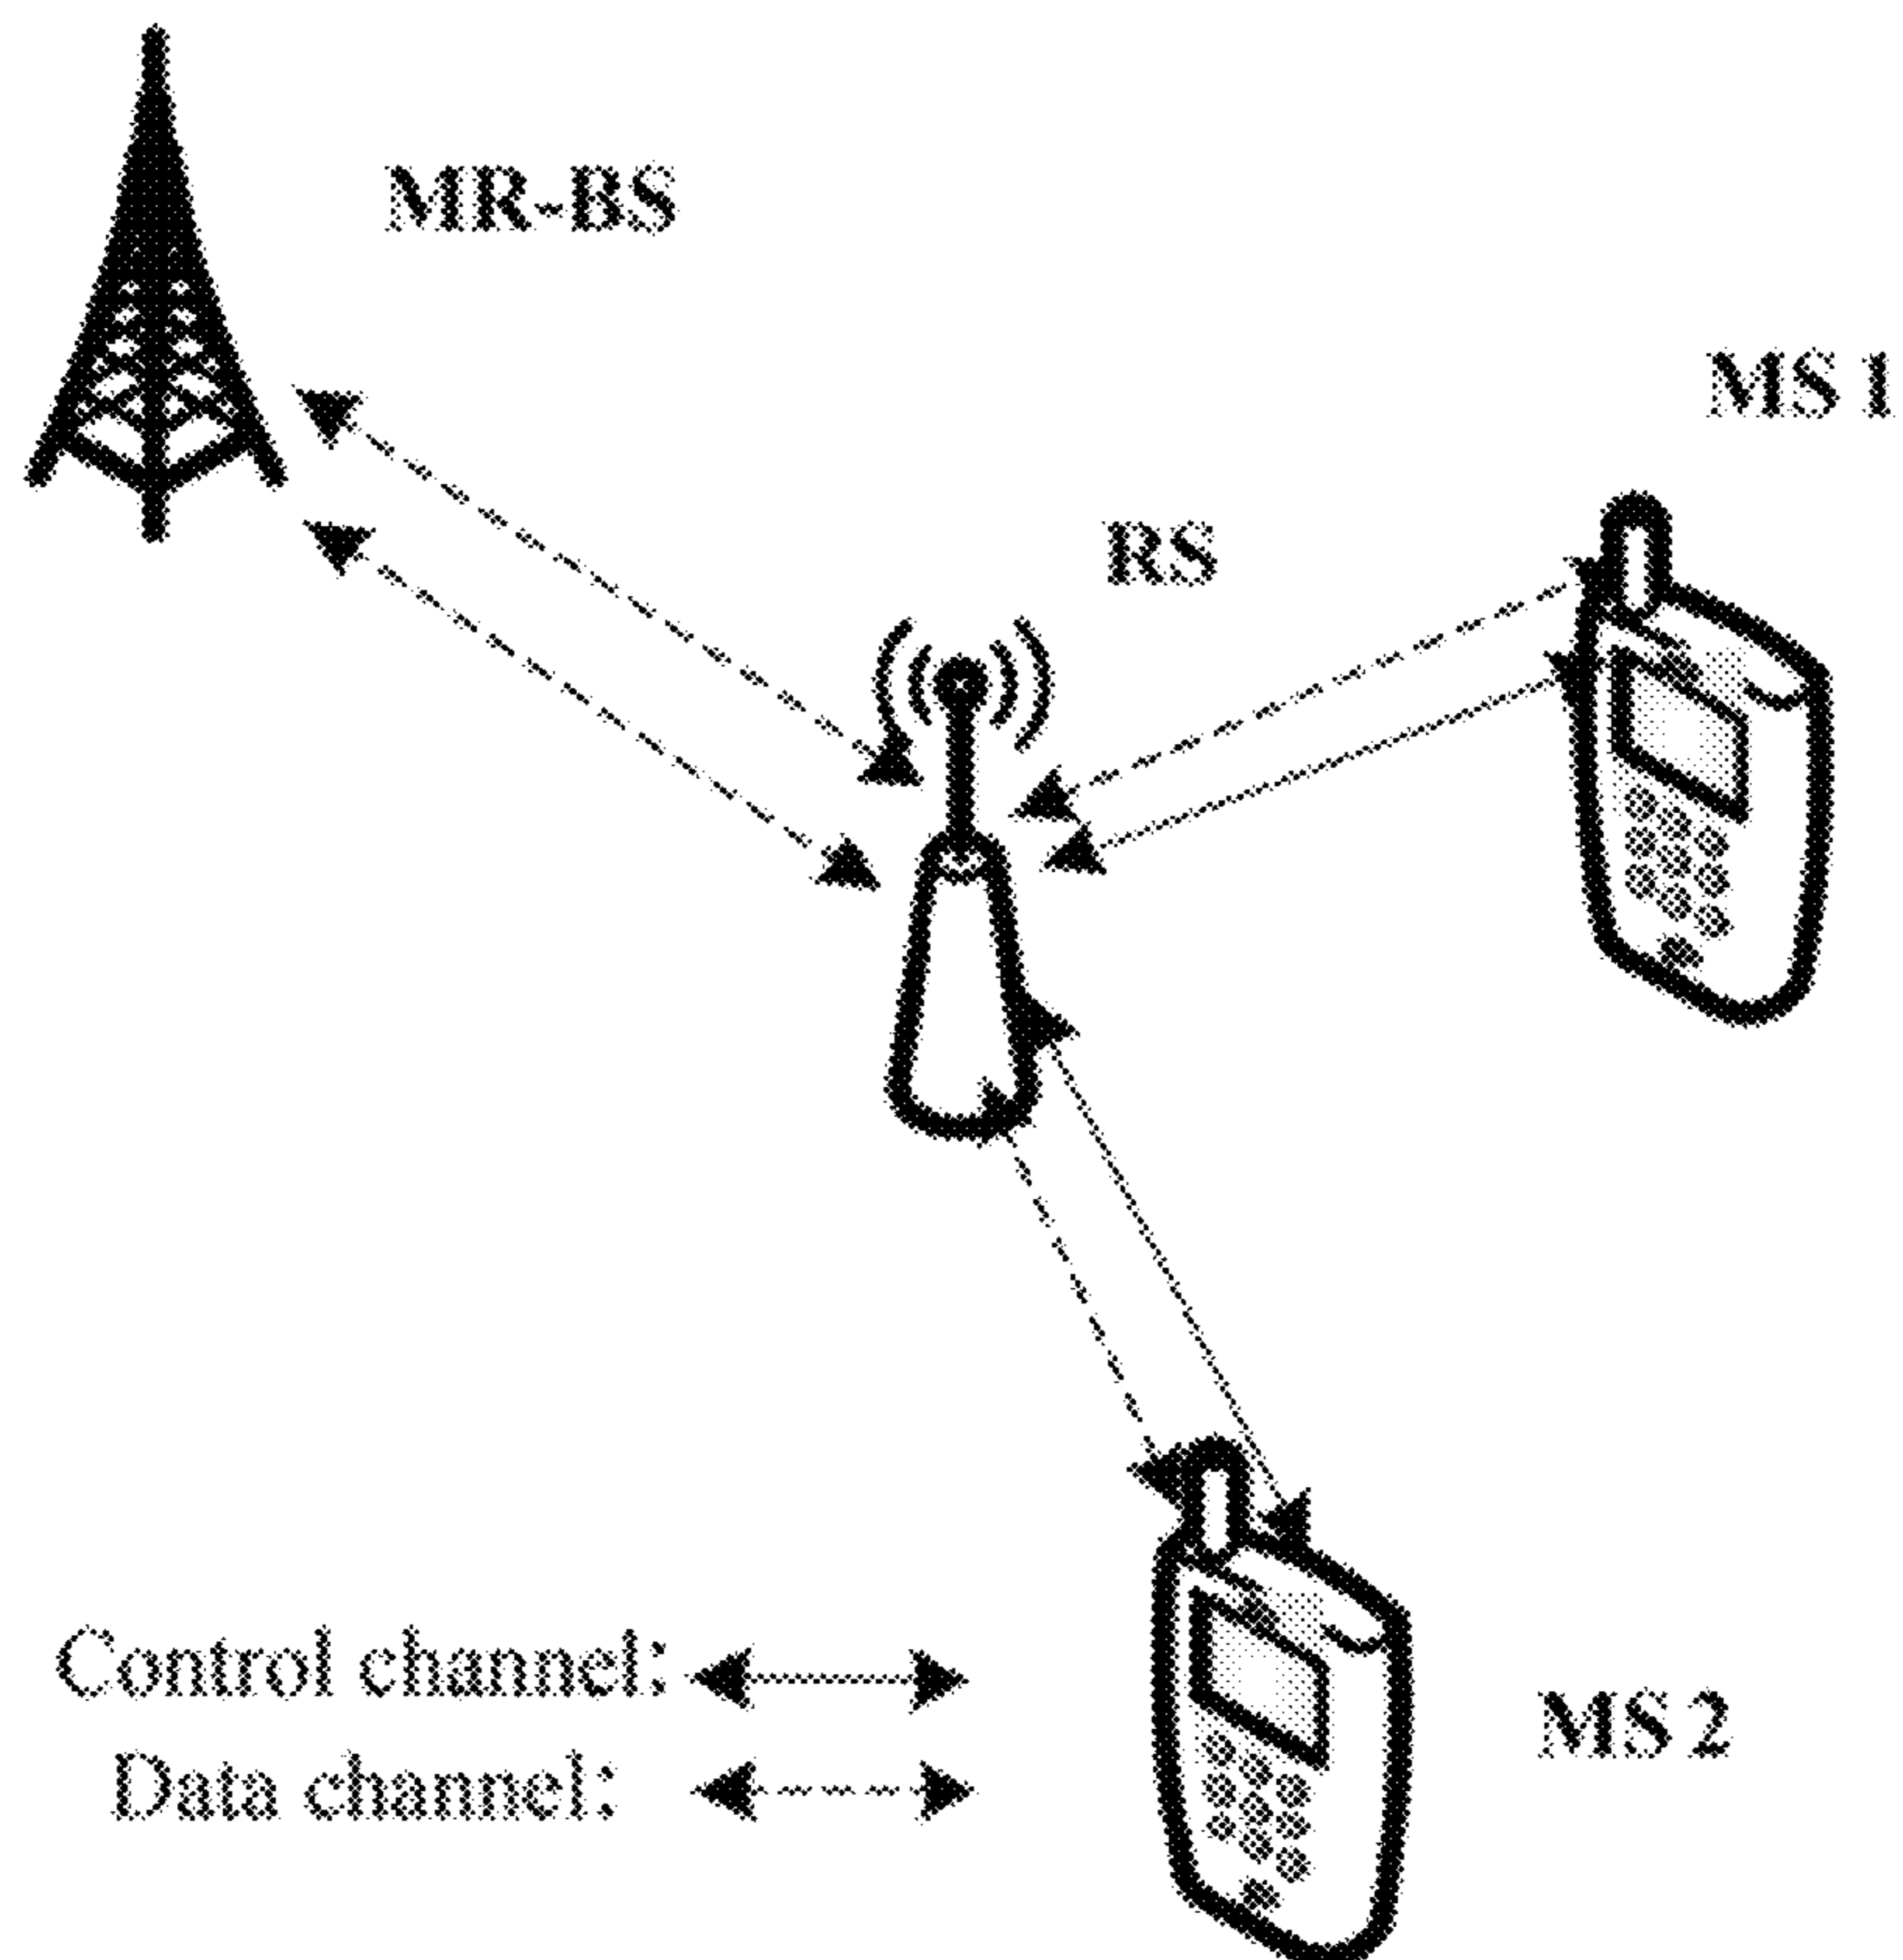 MR-BS
MS 1
RS
Control channel:
Data channel:
MS 2